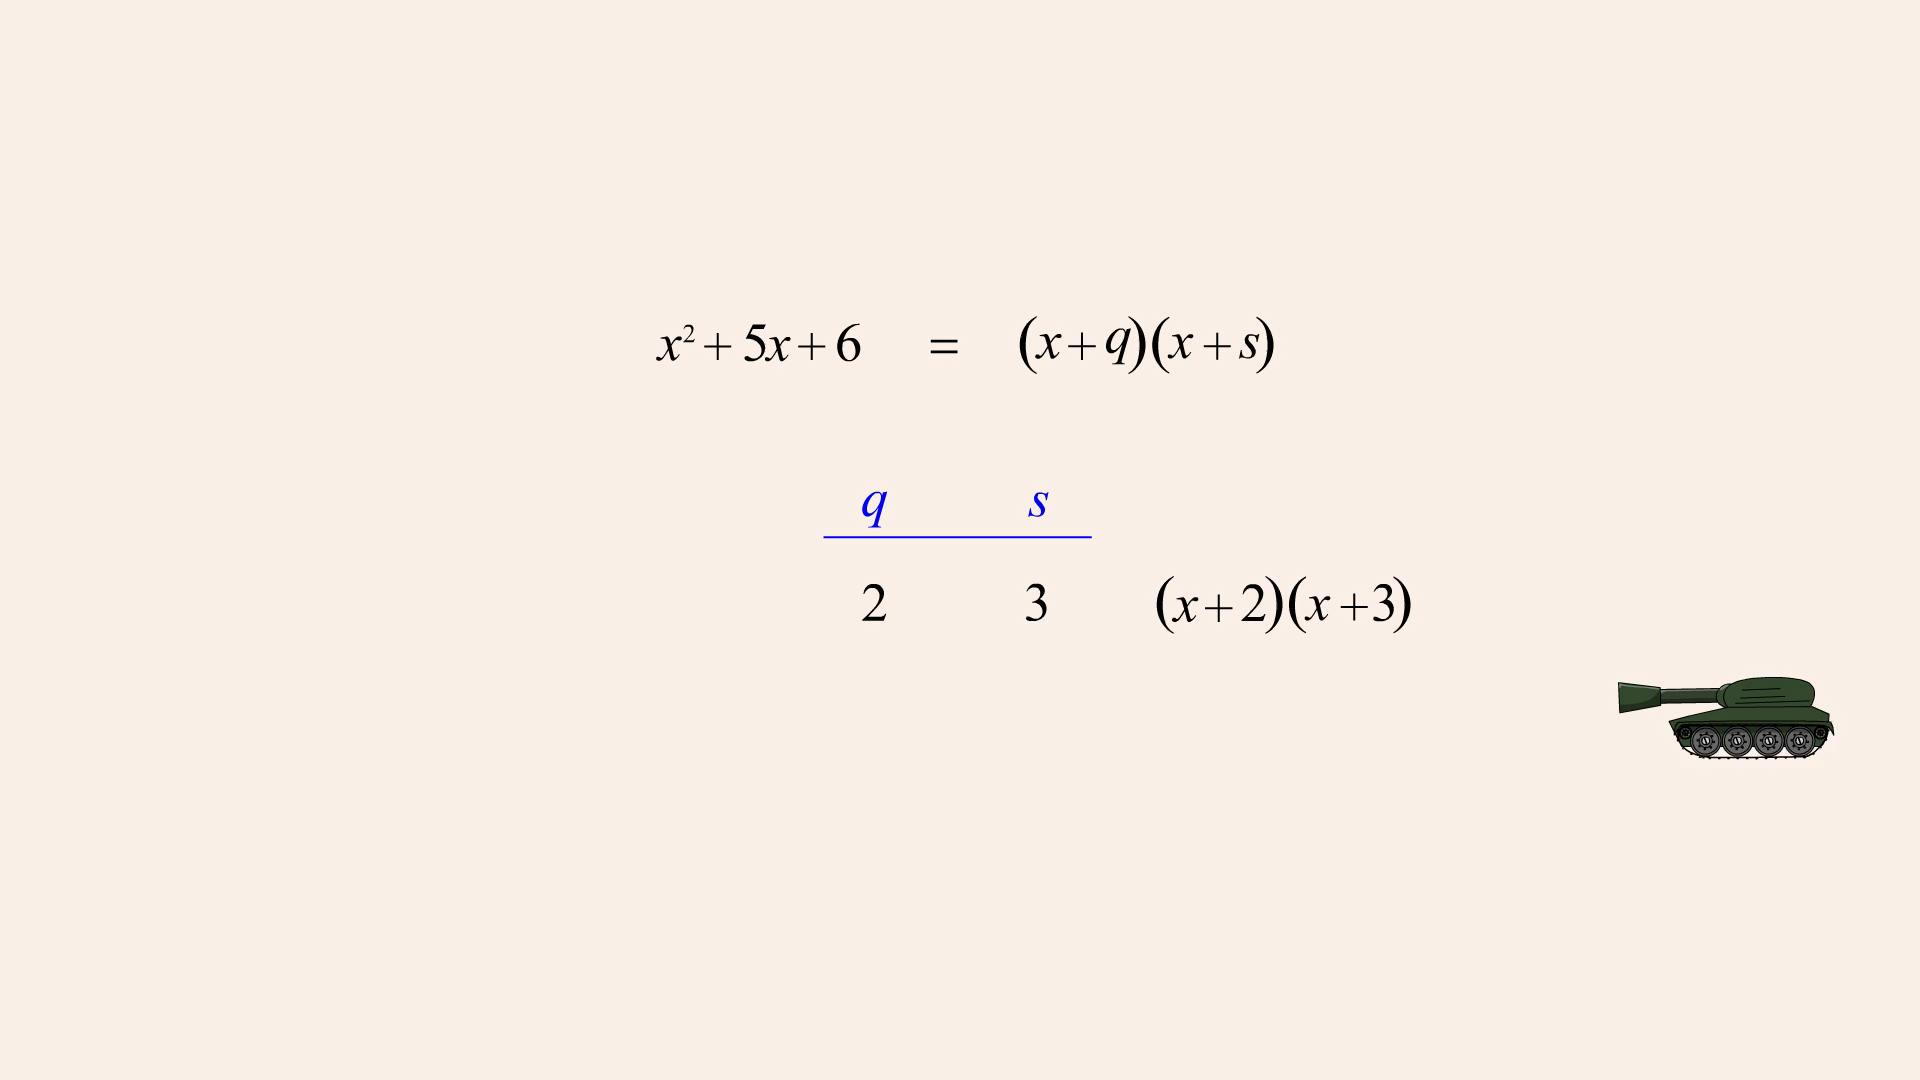 x² + 5x + 6 = (x + q)(x + s)
q s
2 3 (x + 2)(x + 3)